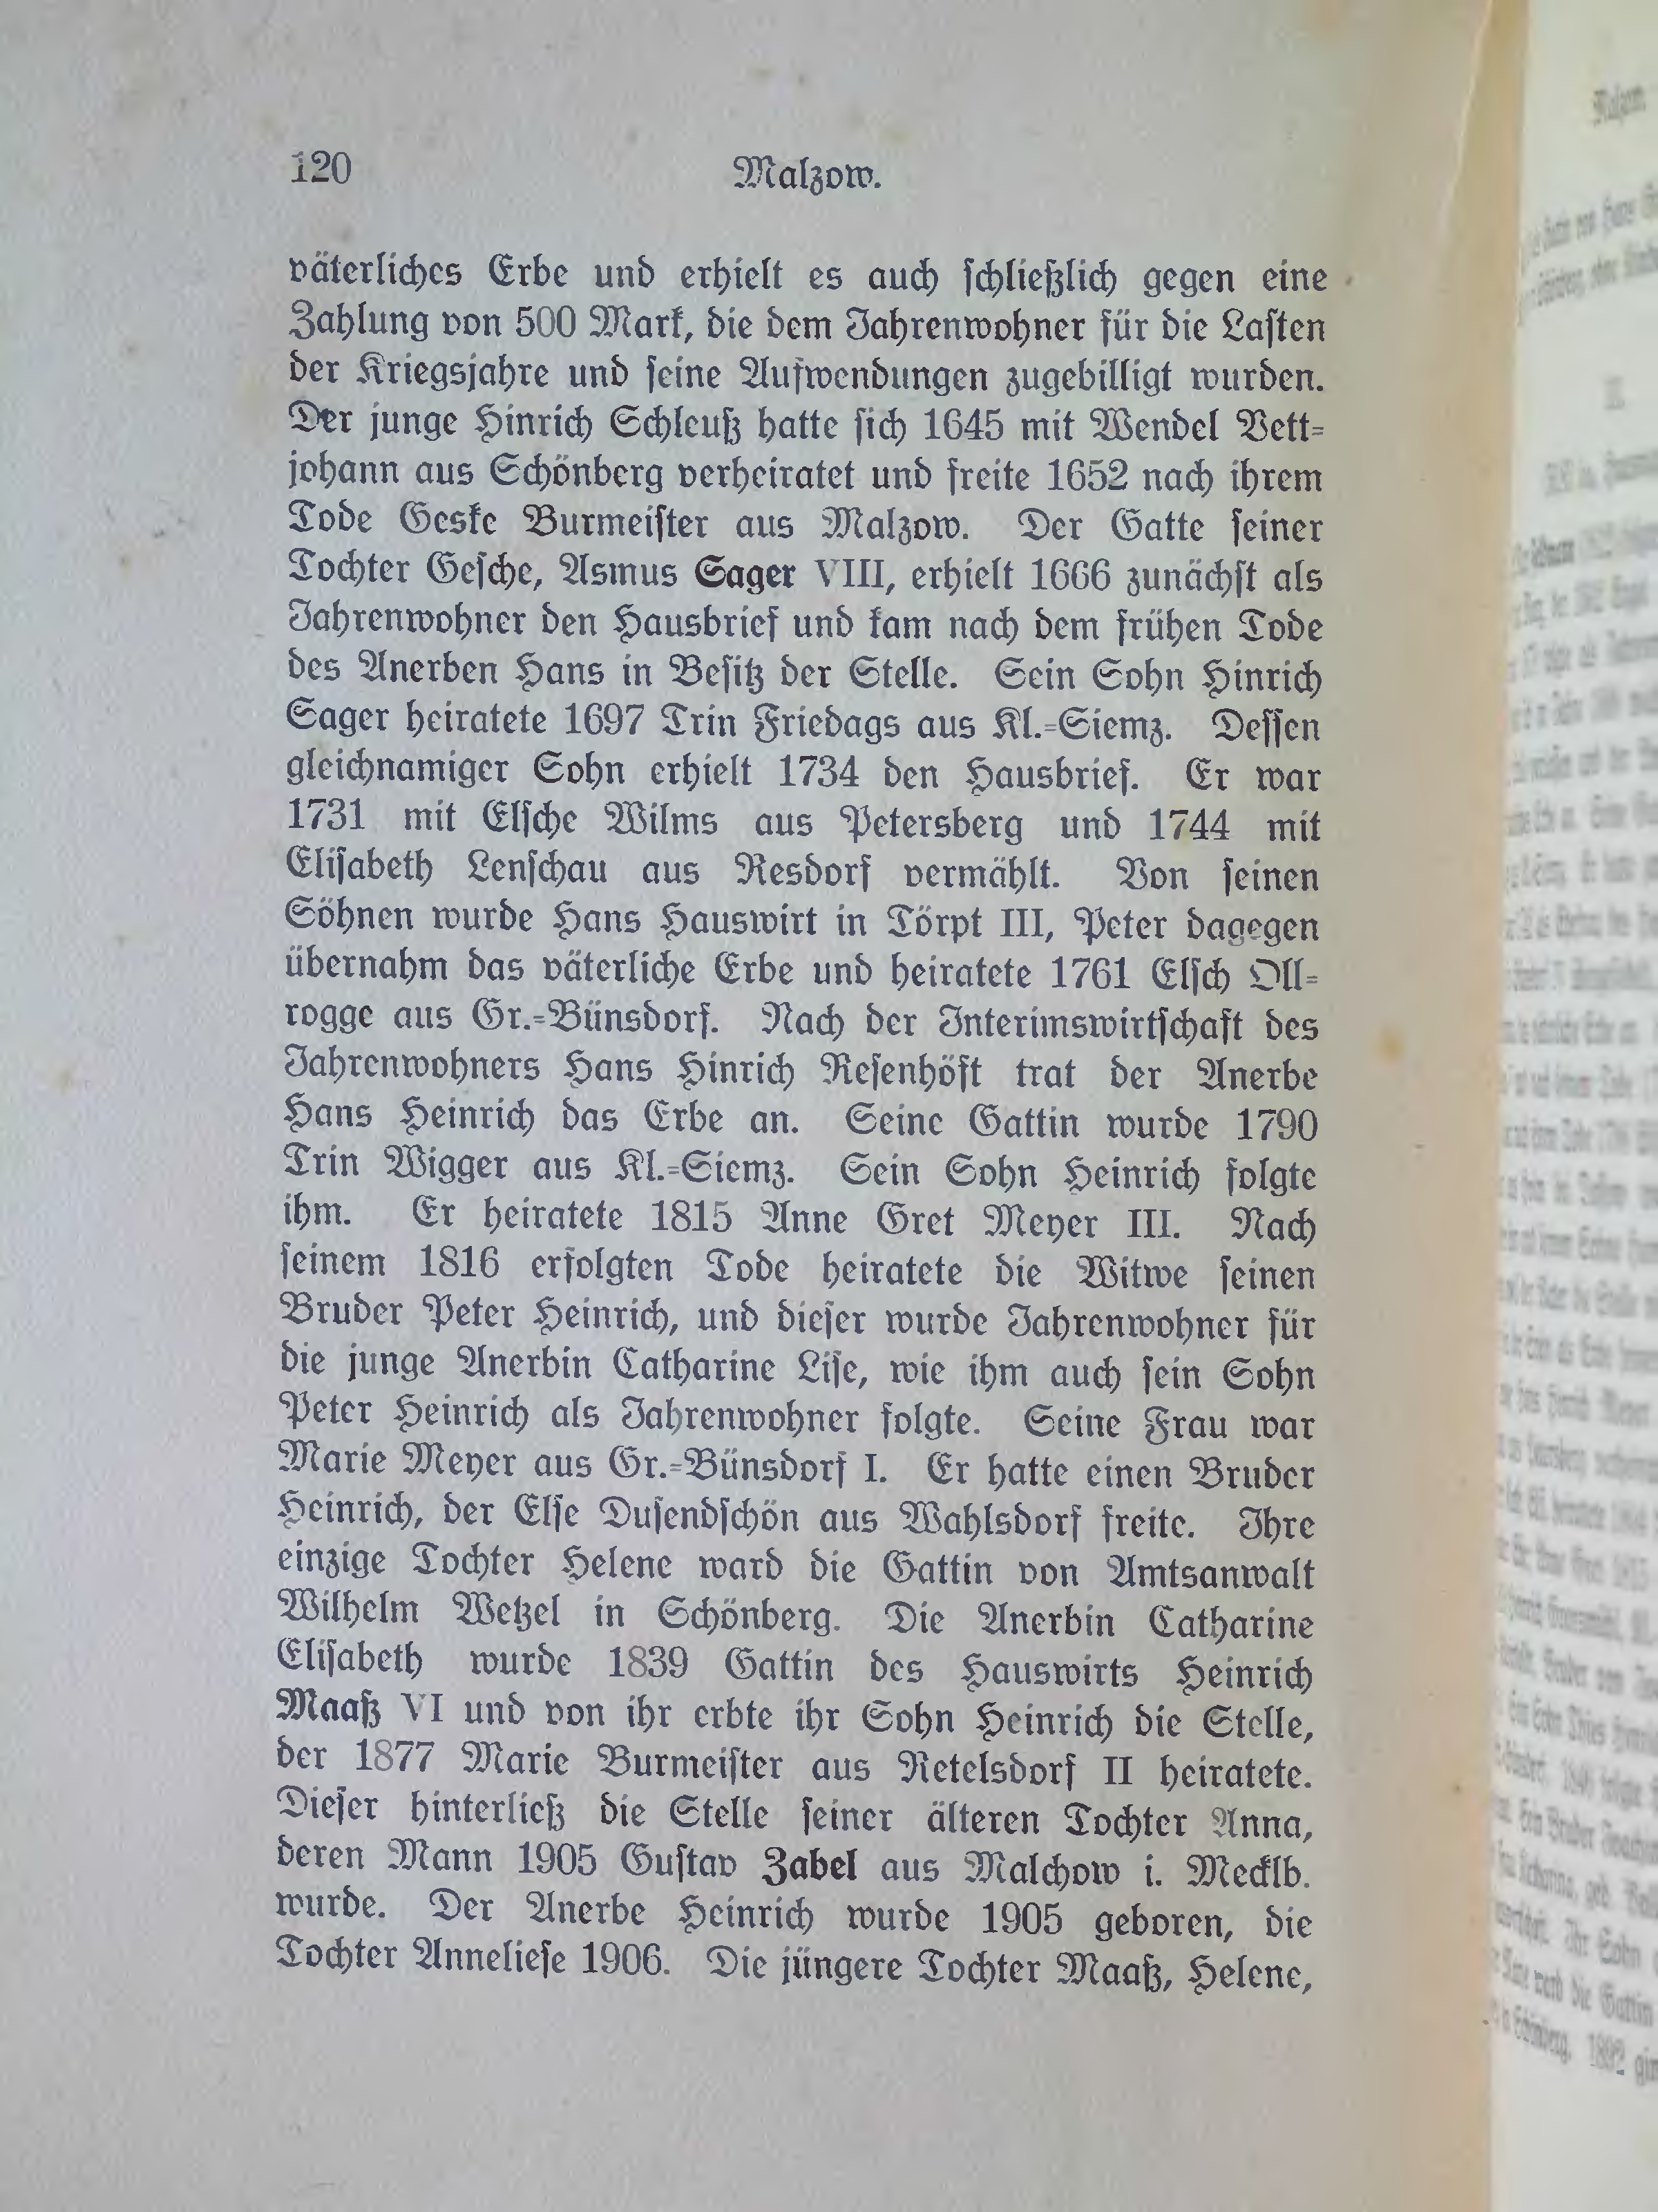 120
Malzow.
väterliches Erbe und erhielt es auch schließlich gegen eine
Zahlung von 500 Mark, die dem Jahrenwohner für die Lasten
der Kriegsjahre und seine Aufwendungen zugebilligt wurden.
Der junge Hinrich Schleuß hatte sich 1645 mit Wendel Vett-
johann aus Schönberg verheiratet und freite 1652 nach ihrem
Tode Geske Burmeister aus Malzow. Der Gatte seiner
Tochter Gesche, Asmus Sager VIII, erhielt 1666 zunächst als
Jahrenwohner den Hausbrief und kam nach dem frühen Tode
des Anerben Hans in Besitz der Stelle. Sein Sohn Hinrich
Sager heiratete 1697 Trin Friedags aus Kl.-Siemz. Dessen
gleichnamiger Sohn erhielt 1734 den Hausbrief. Er war
1731 mit Elsche Wilms aus Petersberg und 1744 mit
Elisabeth Lenschau aus Resdorf vermählt. Von seinen
Söhnen wurde Hans Hauswirt in Törpt III, Peter dagegen
übernahm das väterliche Erbe und heiratete 1761 Elsch Oll-
rogge aus Gr.-Bünsdorf. Nach der Interimswirtschaft des
Jahrenwohners Hans Hinrich Resenhöft trat der Anerbe
Hans Heinrich das Erbe an. Seine Gattin wurde 1790
Trin Wigger aus Kl.-Siemz. Sein Sohn Heinrich folgte
ihm. Er heiratete 1815 Anne Gret Meyer III. Nach
seinem 1816 erfolgten Tode heiratete die Witwe seinen
Bruder Peter Heinrich, und dieser wurde Jahrenwohner für
die junge Anerbin Catharine Lise, wie ihm auch sein Sohn
Peter Heinrich als Jahrenwohner folgte. Seine Frau war
Marie Meyer aus Gr.-Bünsdorf I. Er hatte einen Bruder
Heinrich, der Else Dusendschön aus Wahlsdorf freite. Ihre
einzige Tochter Helene ward die Gattin von Amtsanwalt
Wilhelm Wetzel in Schönberg. Die Anerbin Catharine
Elisabeth wurde 1839 Gattin des Hauswirts Heinrich
Maaß VI und von ihr erbte ihr Sohn Heinrich die Stelle,
der 1877 Marie Burmeister aus Retelsdorf II heiratete.
Dieser hinterließ die Stelle seiner älteren Tochter Anna,
deren Mann 1905 Gustav Zabel aus Malchow i. Mecklb.
wurde. Der Anerbe Heinrich wurde 1905 geboren, die
Tochter Anneliese 1906. Die jüngere Tochter Maaß, Helene,